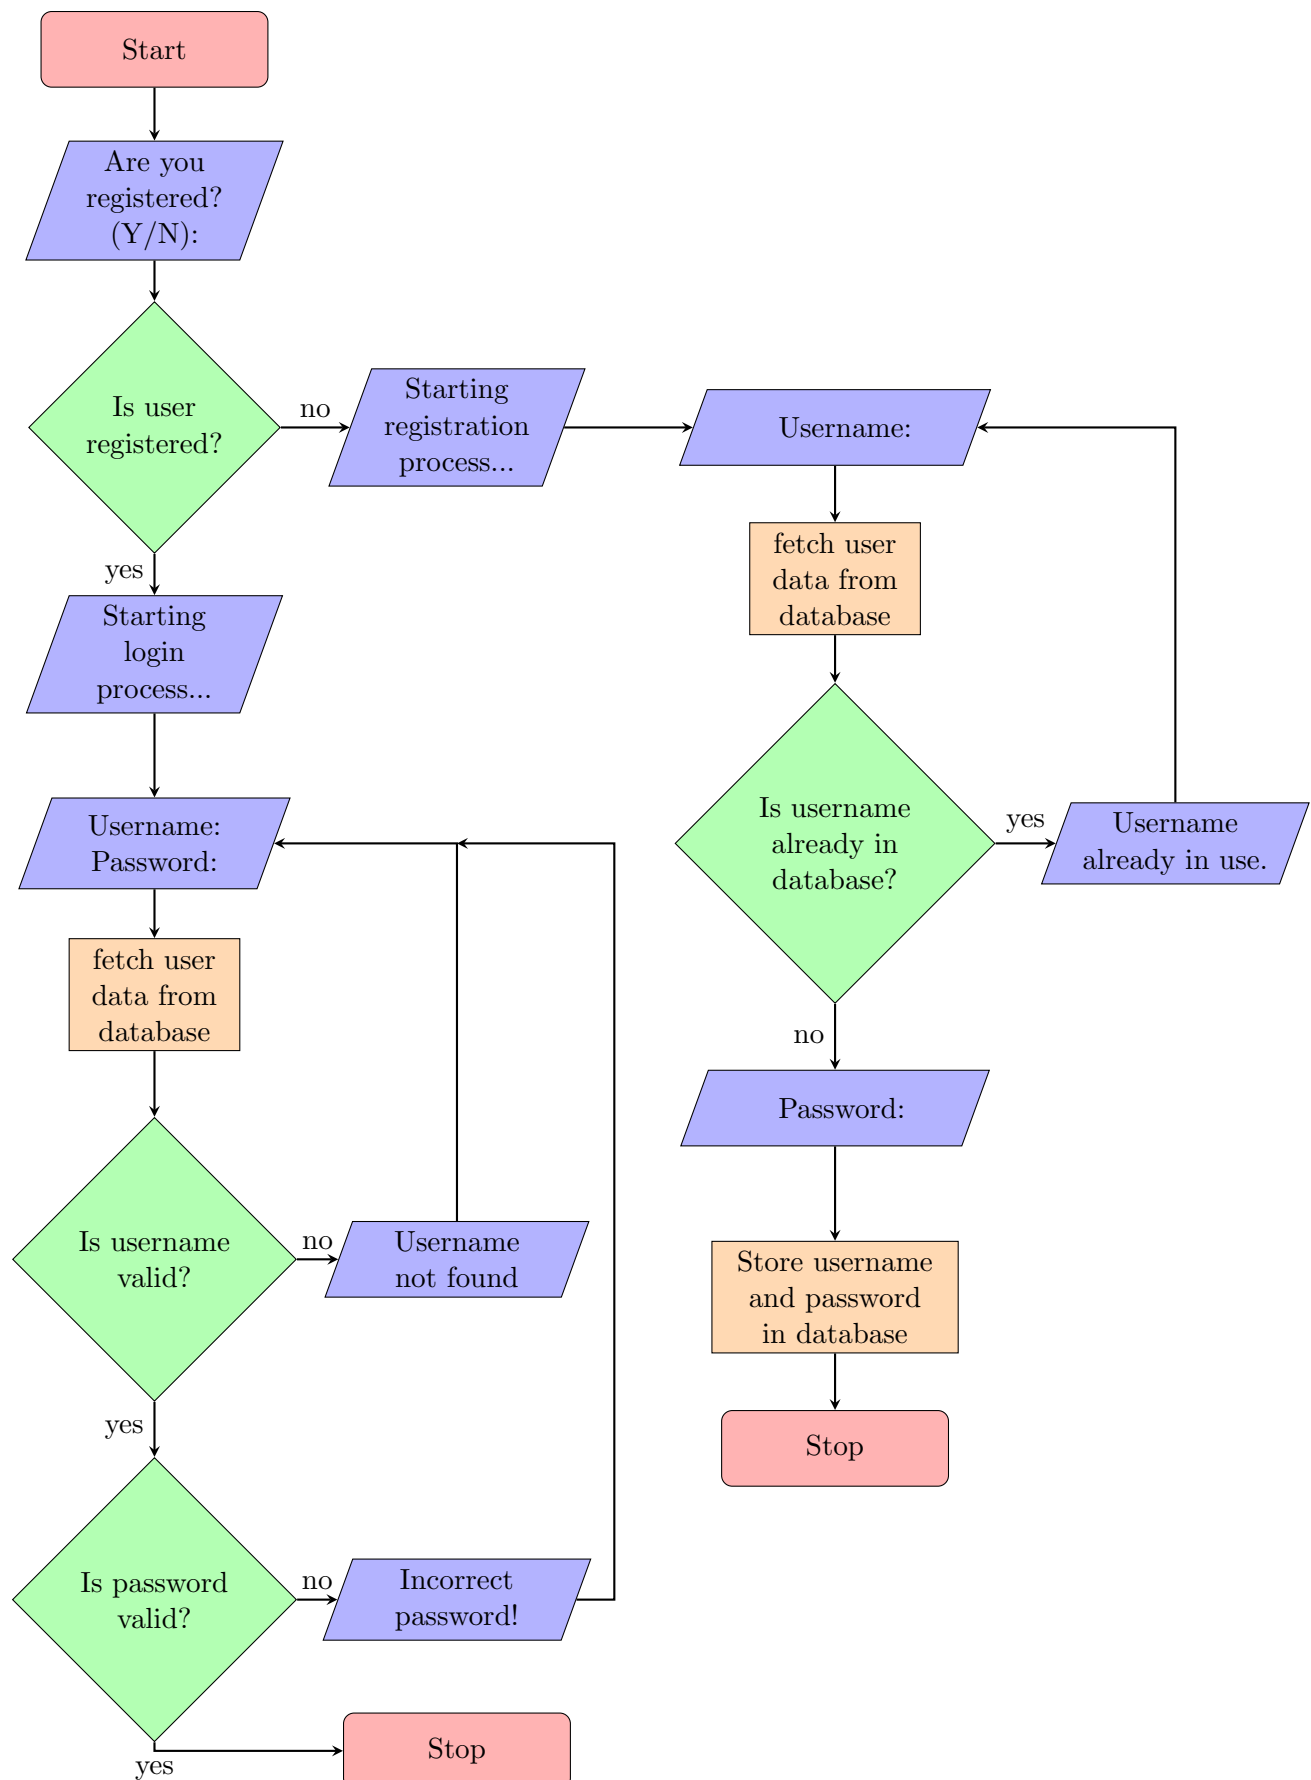 Start
Are you
registered?
(Y/N):
Is user
registered?
no
Starting
registration
process...
Username:
yes
fetch user
data from
database
Starting
login
process...
Is username
already in
database?
yes
Username
already in use.
Username:
Password:
fetch user
data from
database
no
Password:
Is username
valid?
no
Username
not found
Store username
and password
in database
yes
Stop
Is password
valid?
no
Incorrect
password!
yes
Stop